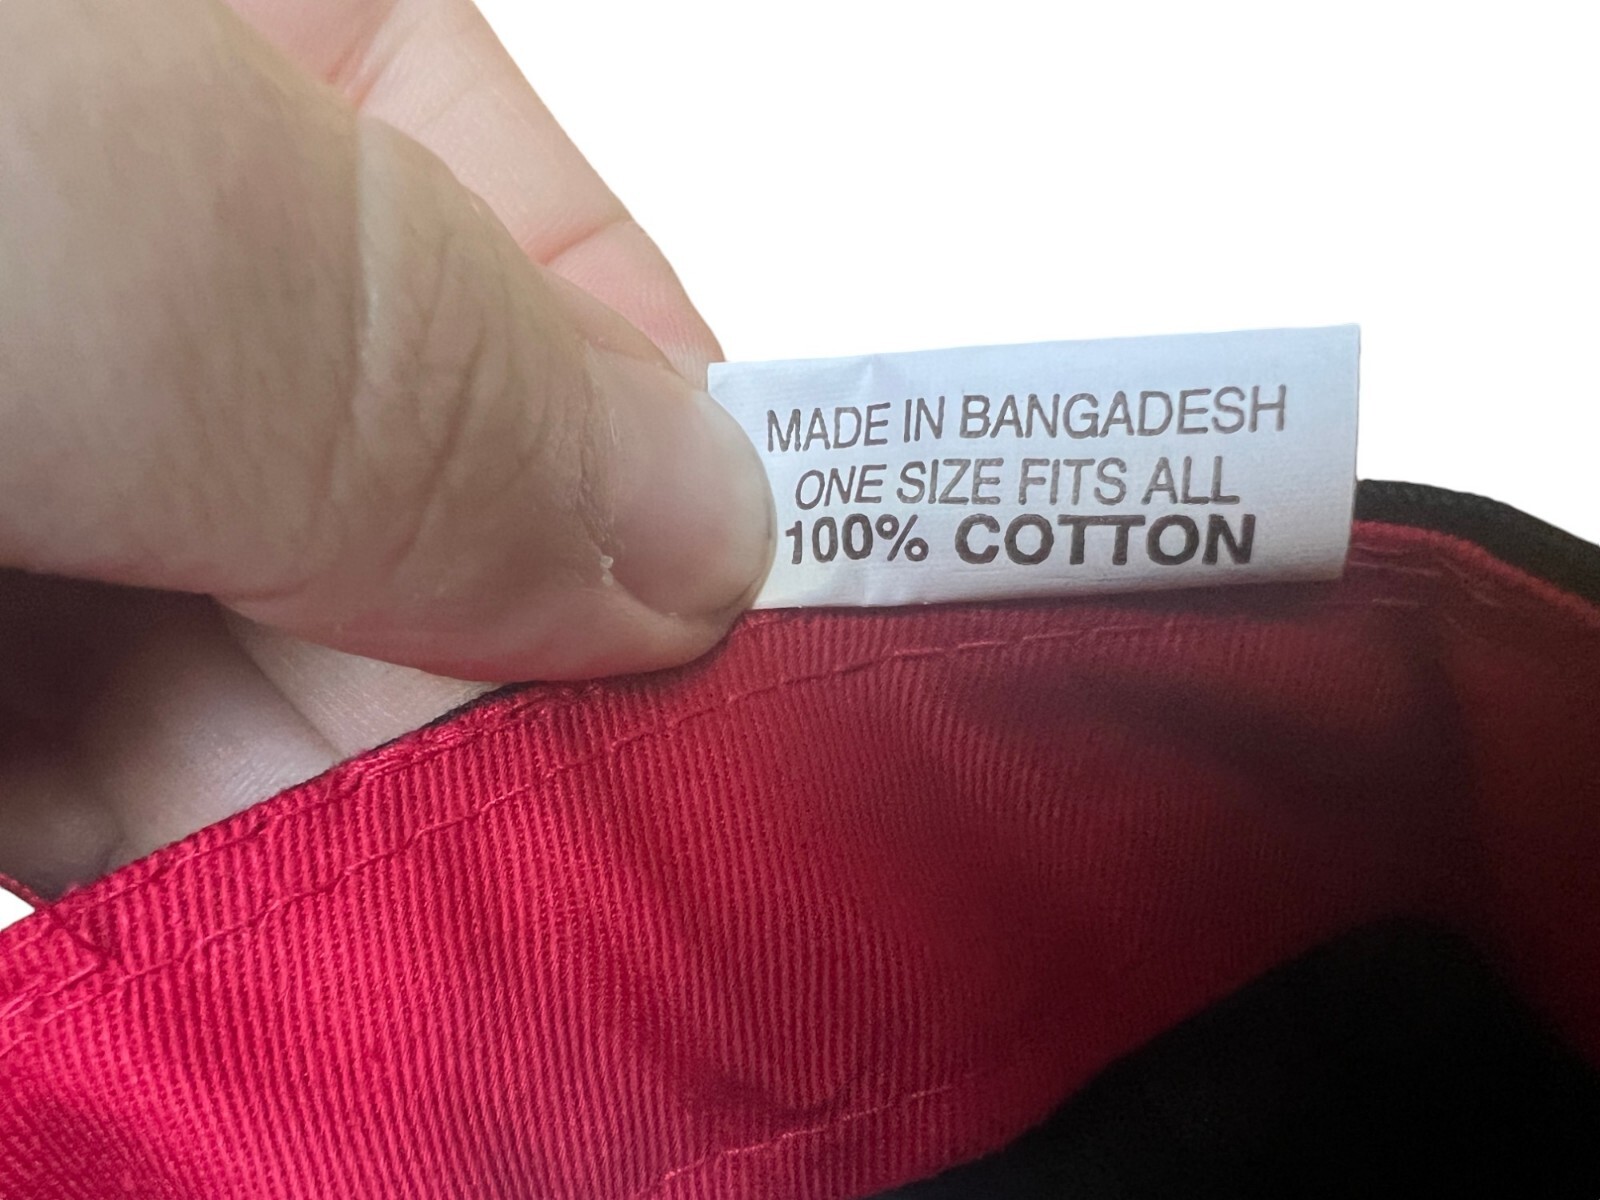 MADE IN BANGADESH
ONE SIZE FITS ALL
100% COTTON